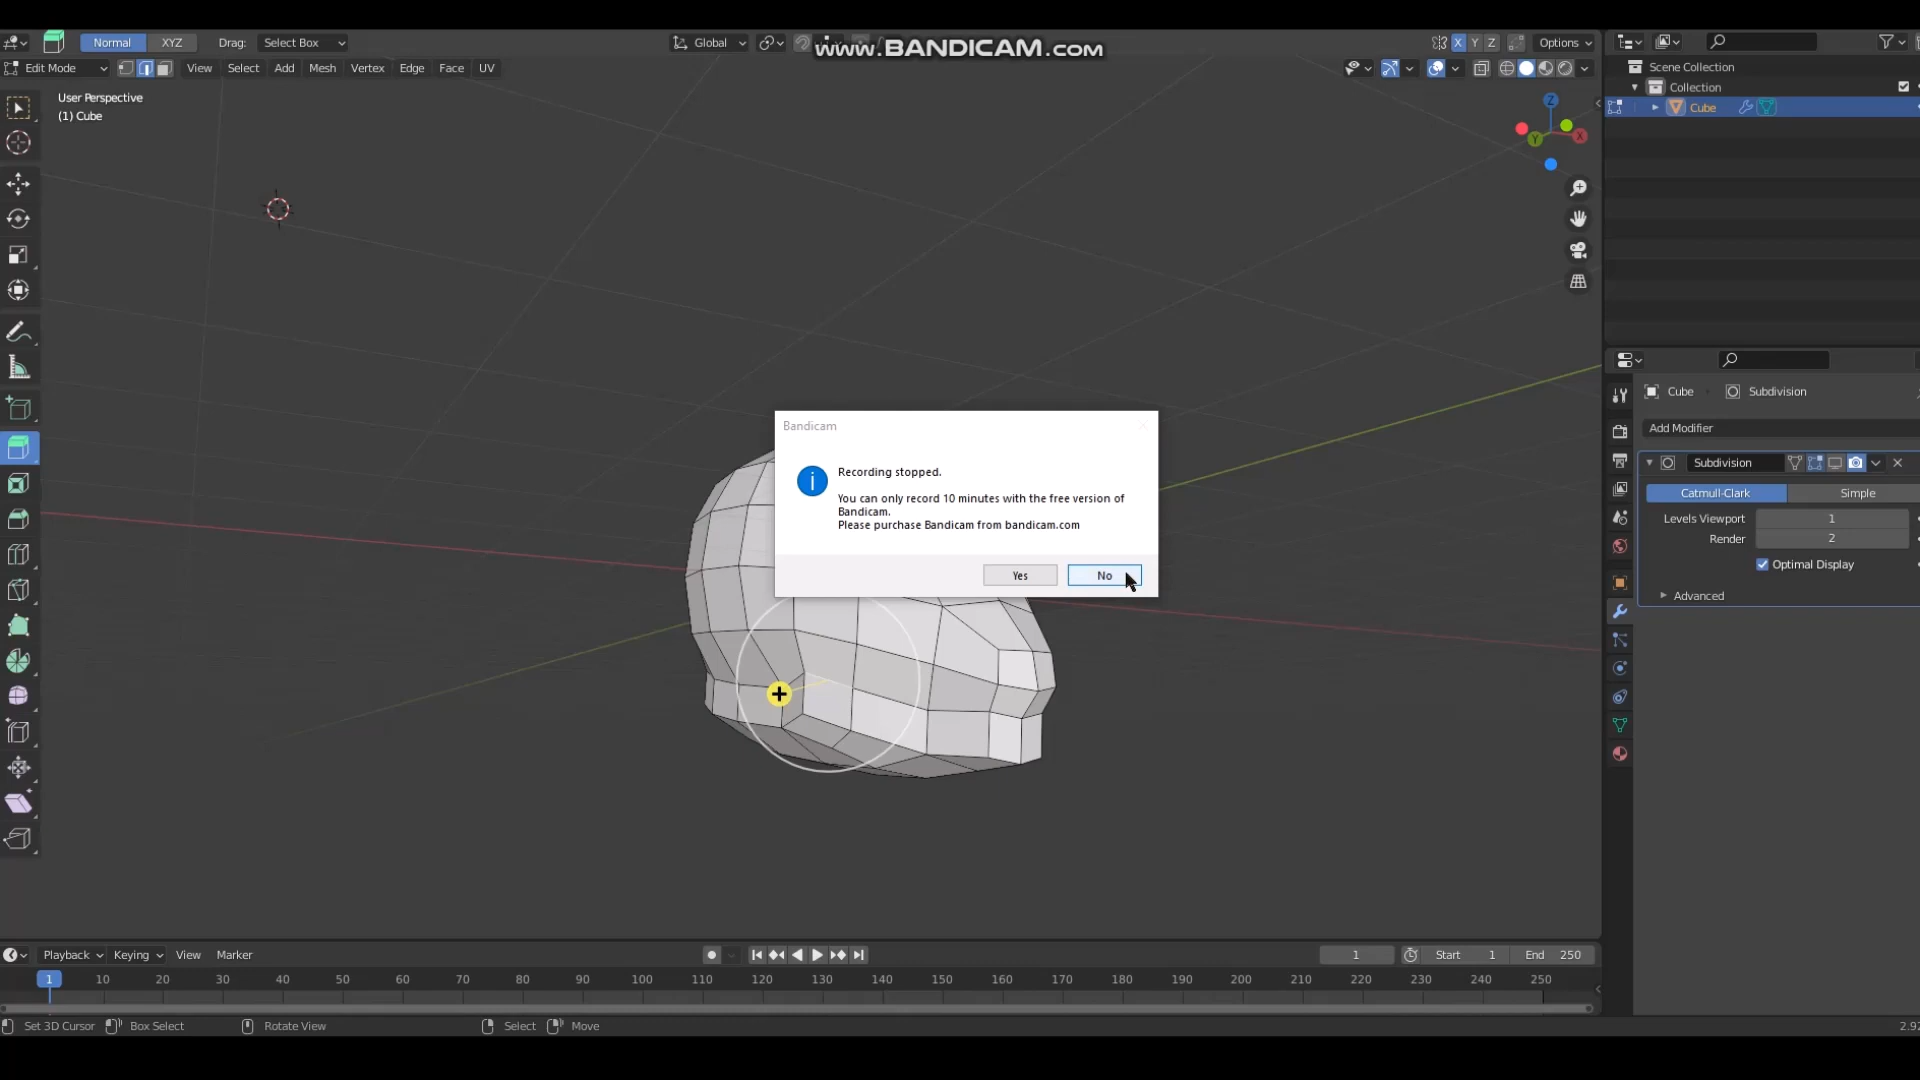 Normal XYZ Drag: Select Box Global www.BANDICAM.com X Y Z Options
Edit Mode View Select Add Mesh Vertex Edge Face UV
Scene Collection
Collection
Cube
User Perspective
(1) Cube
Z
X
Y
Cube Subdivision
Add Modifier
Subdivision
Catmull-Clark Simple
Levels Viewport 1
Render 2
Optimal Display
Advanced
Bandicam
Recording stopped.
You can only record 10 minutes with the free version of
Bandicam.
Please purchase Bandicam from bandicam.com
Yes No
Playback Keying View Marker 1 Start 1 End 250
1 10 20 30 40 50 60 70 80 90 100 110 120 130 140 150 160 170 180 190 200 210 220 230 240 250
Set 3D Cursor Box Select Rotate View Select Move